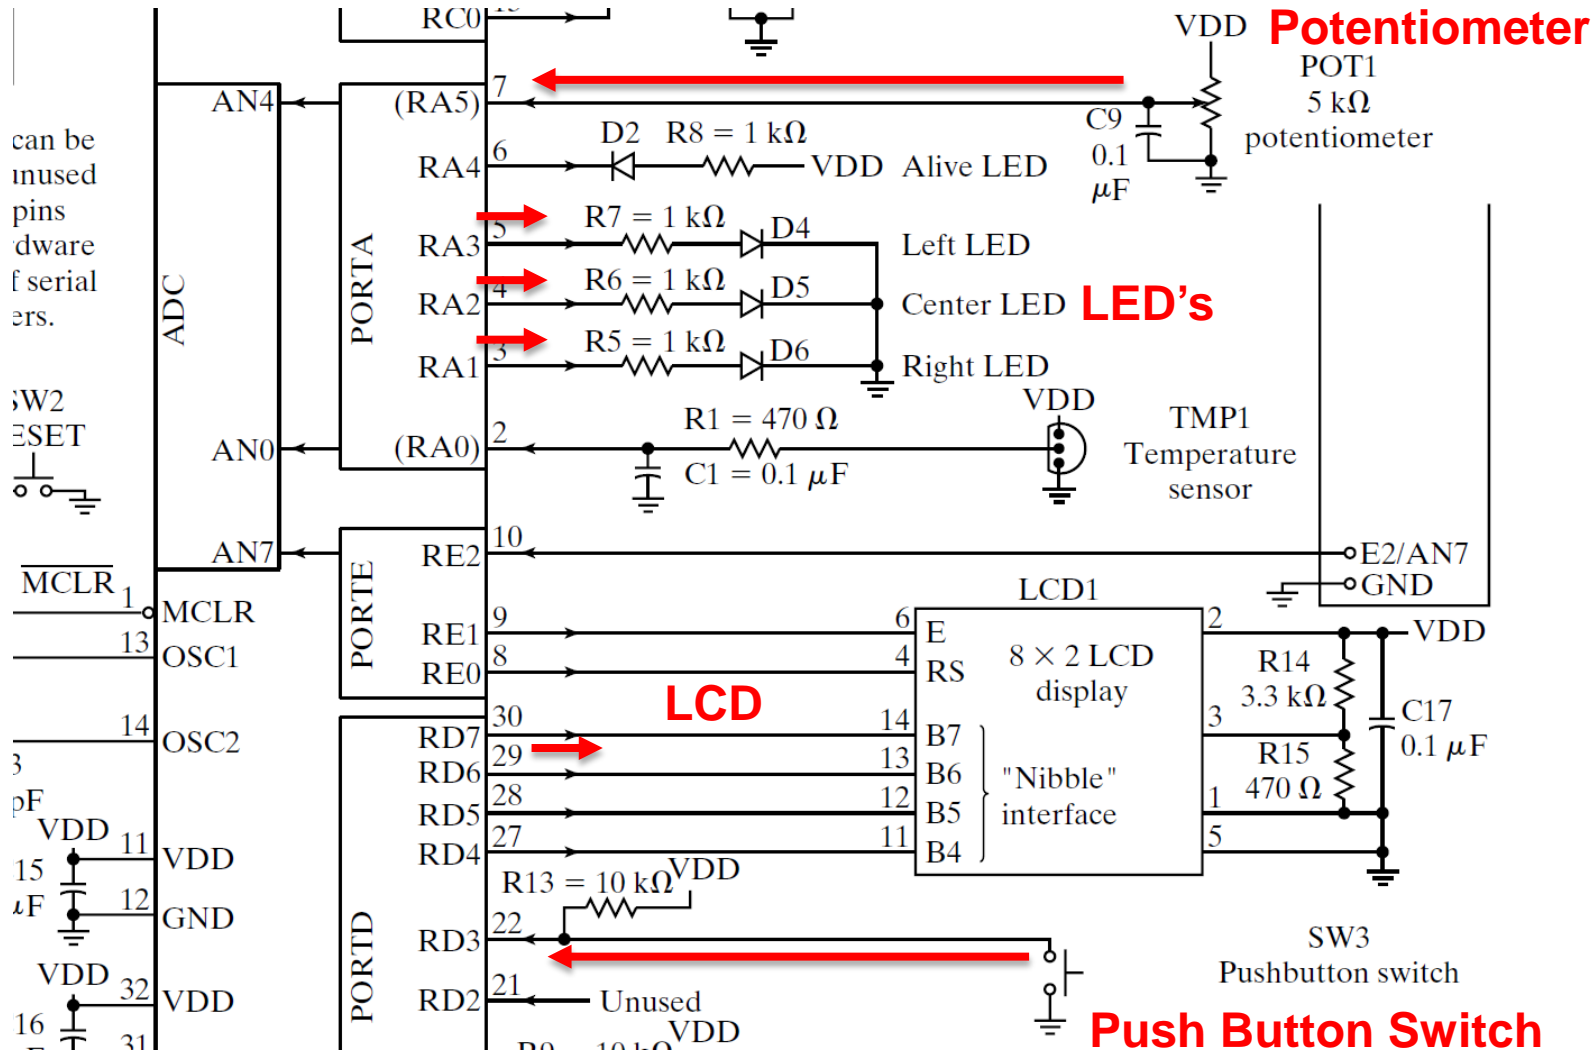 RC0
VDD Potentiometer
POT1
5 kΩ
potentiometer
AN4 (RA5) 7
C9
0.1
μF
D2 R8 = 1 kΩ
RA4 6 VDD Alive LED
can be
unused
pins
rdware
f serial
ers.
R7 = 1 kΩ
RA3 5 D4 Left LED
R6 = 1 kΩ
RA2 4 D5 Center LED LED's
R5 = 1 kΩ
RA1 3 D6 Right LED
ADC
PORTA
SW2
ESET
VDD
R1 = 470 Ω
AN0 (RA0) 2
C1 = 0.1 μF
TMP1
Temperature
sensor
AN7 RE2 10 E2/AN7
GND
MCLR 1 MCLR
13 OSC1
14 OSC2
PORTE
RE1 9
RE0 8
LCD1
6 E 2 VDD
4 RS
8 × 2 LCD
display
R14
3.3 kΩ
LCD
RD7 30 14 B7 3
RD6 29 13 B6
RD5 28 12 B5 1
RD4 27 11 B4 5
"Nibble"
interface
R15
470 Ω
C17
0.1 μF
3
pF
VDD 11 VDD
15
μF 12 GND
R13 = 10 kΩ VDD
RD3 22
SW3
Pushbutton switch
PORTD
VDD 32 VDD
RD2 21 Unused
16
31
VDD
Push Button Switch